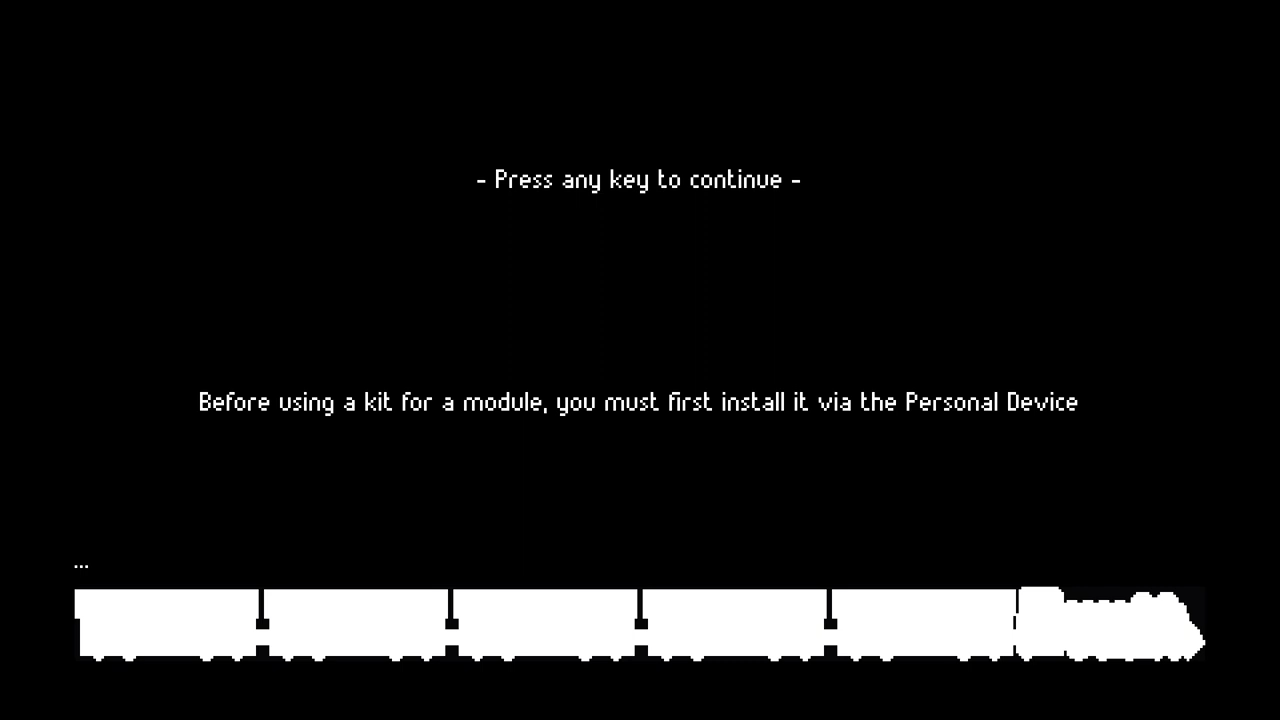 - Press any key to continue -
Before using a kit for a module, you must first install it via the Personal Device
...